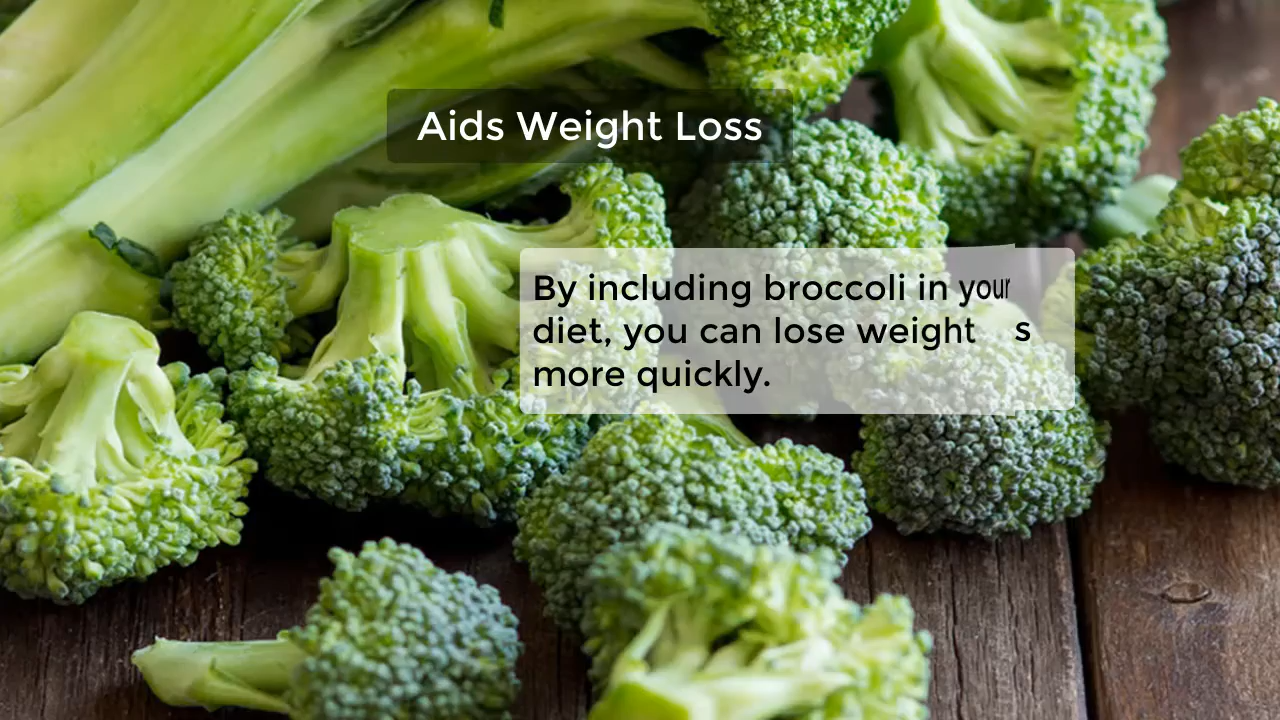 Aids Weight Loss
By including broccoli in your
diet, you can lose weight s
more quickly.